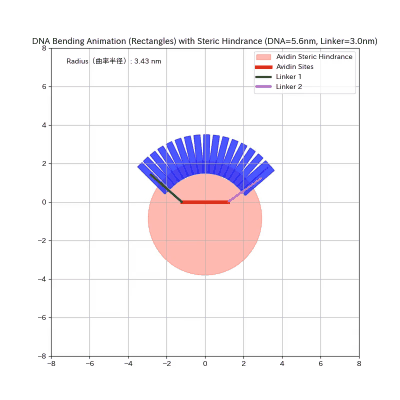 DNA Bending Animation (Rectangles) with Steric Hindrance (DNA=5.6nm, Linker=3.0nm)
Radius（曲率半径）: 3.43 nm
Avidin Steric Hindrance
Avidin Sites
Linker 1
Linker 2
8
6
4
2
0
−2
−4
−6
−8
−8 −6 −4 −2 0 2 4 6 8